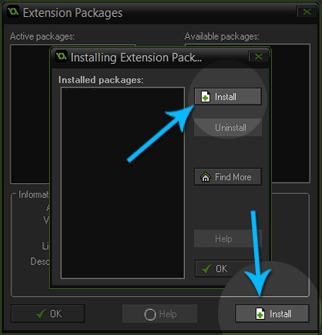 Extension Packages
Active packages:
Available packages:
Installing Extension Pack...
Installed packages:
Install
Uninstall
Find More
Help
OK
Informat
A
V
Li
Desc
OK
Help
Install